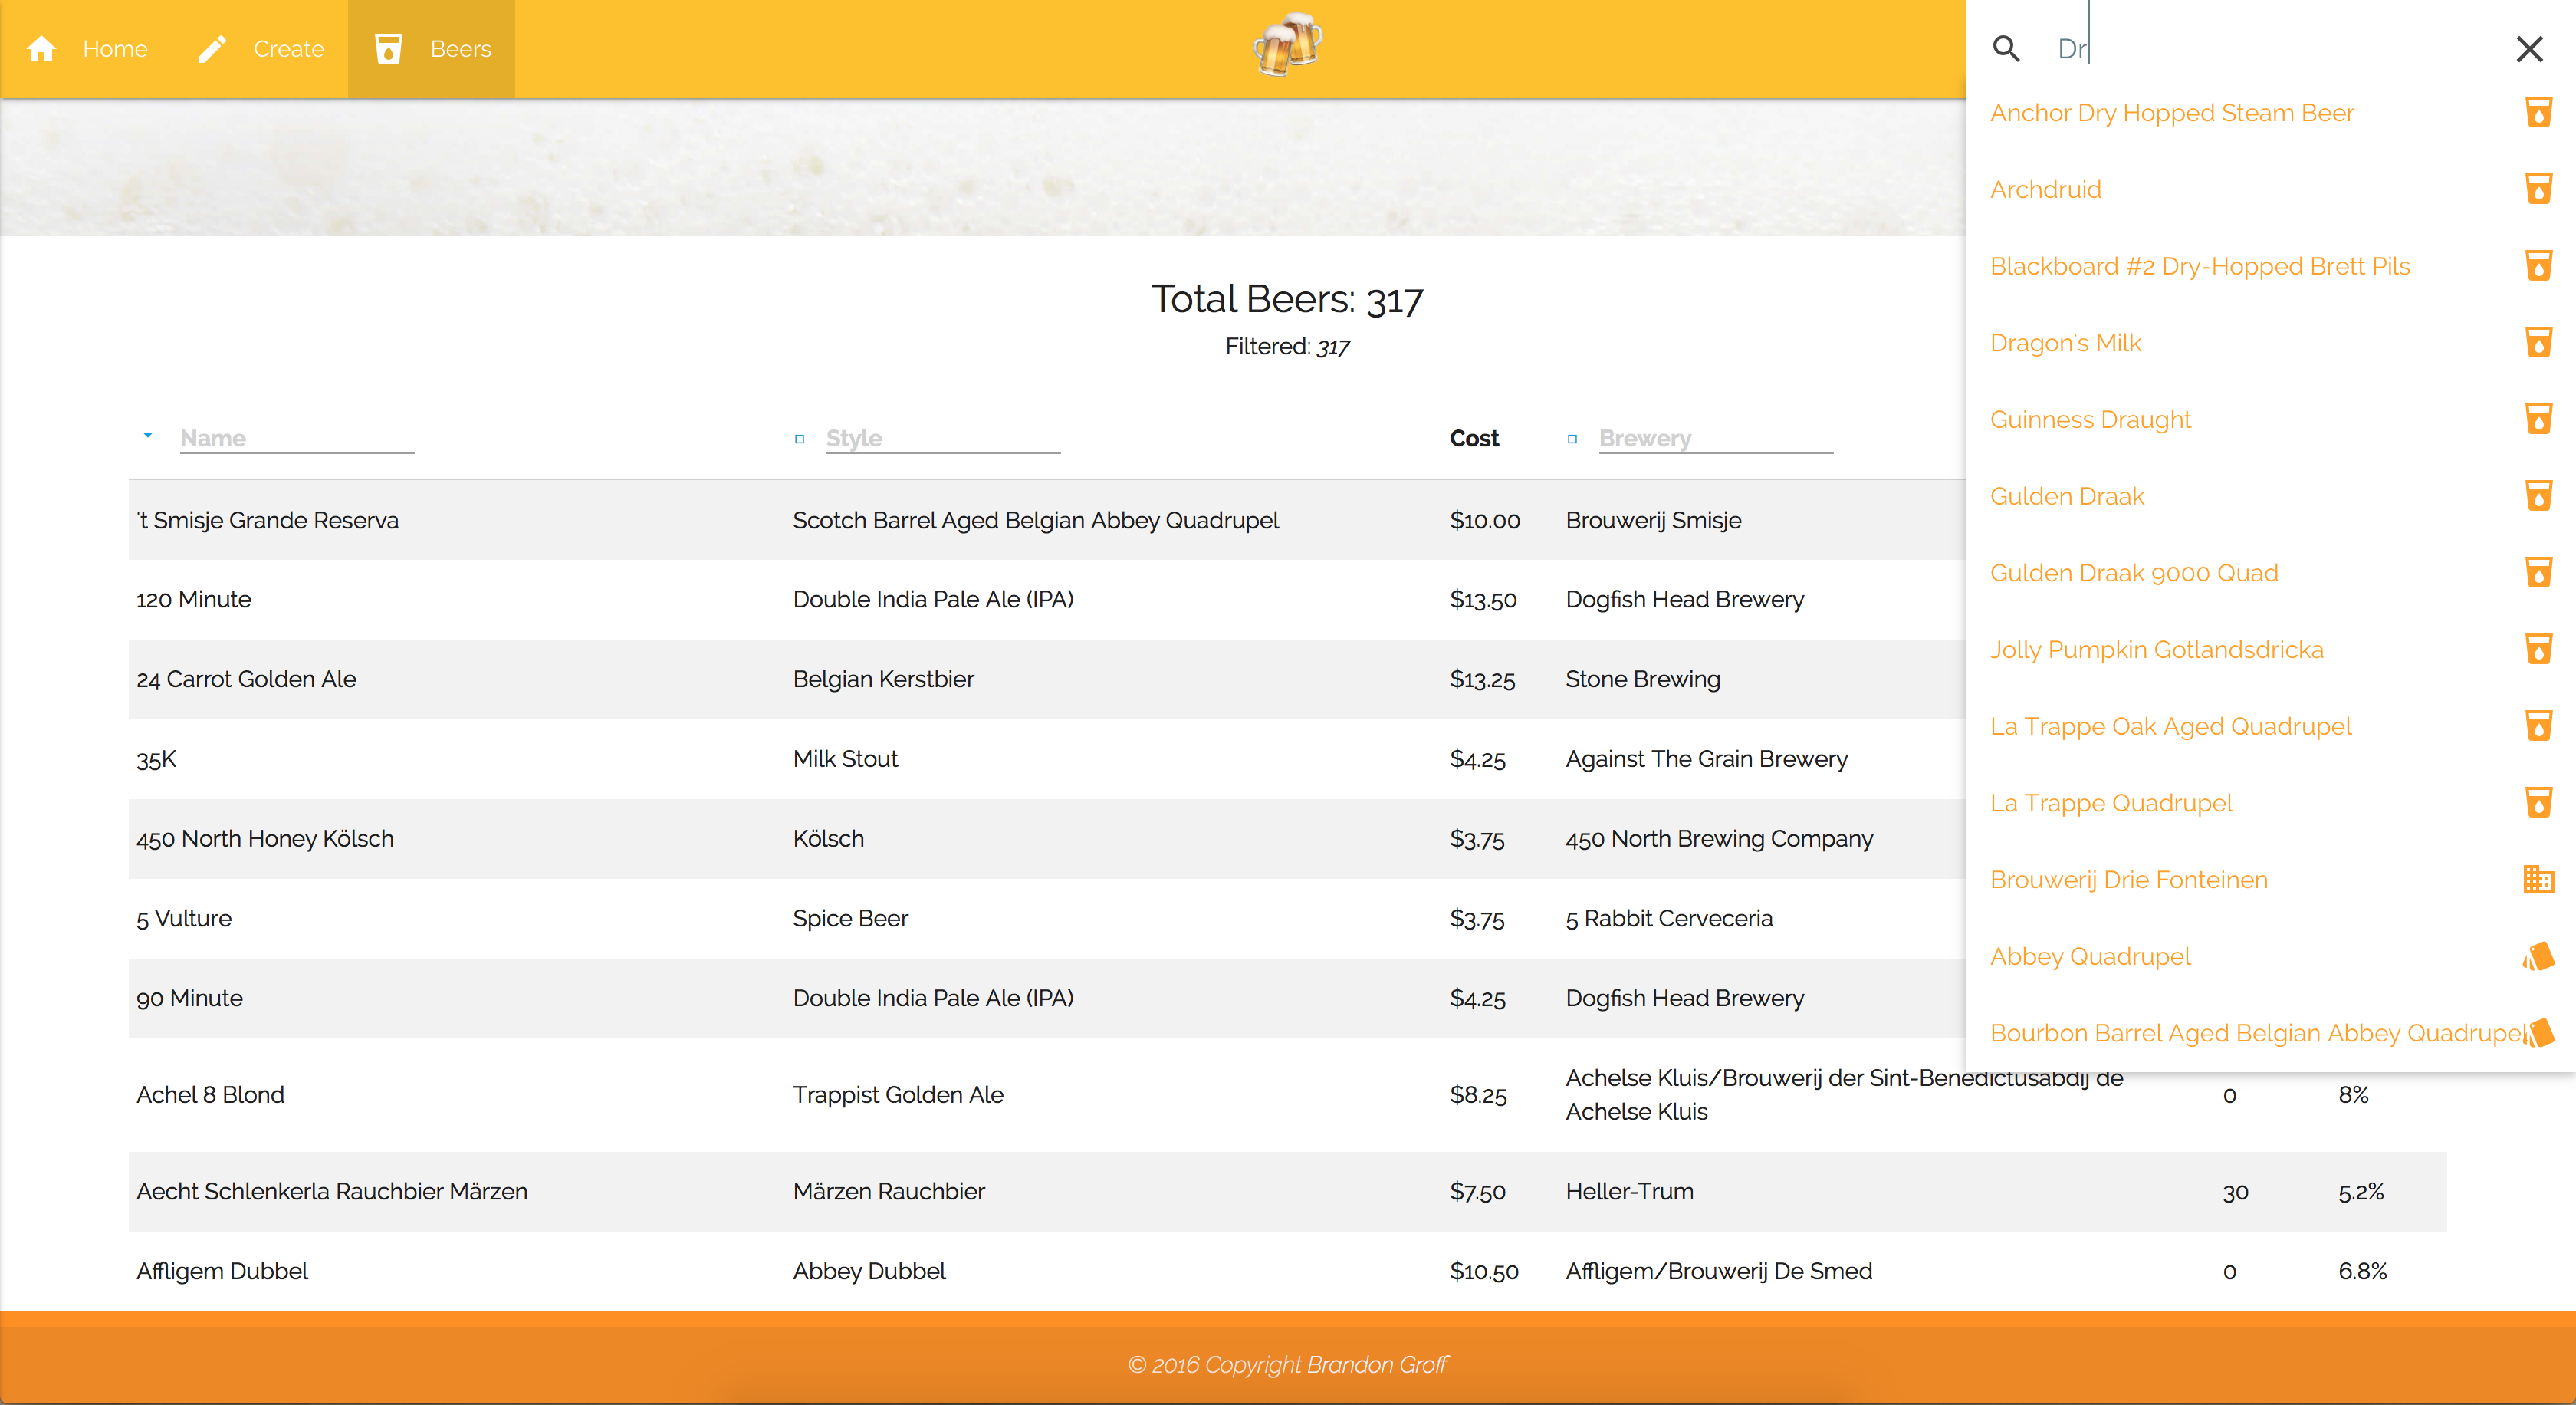 Home Create Beers
Dr
Anchor Dry Hopped Steam Beer
Archdruid
Blackboard #2 Dry-Hopped Brett Pils
Dragon's Milk
Guinness Draught
Gulden Draak
Gulden Draak 9000 Quad
Jolly Pumpkin Gotlandsdricka
La Trappe Oak Aged Quadrupel
La Trappe Quadrupel
Brouwerij Drie Fonteinen
Abbey Quadrupel
Bourbon Barrel Aged Belgian Abbey Quadrupel
Total Beers: 317
Filtered: 317
Name Style Cost Brewery
't Smisje Grande Reserva Scotch Barrel Aged Belgian Abbey Quadrupel $10.00 Brouwerij Smisje
120 Minute Double India Pale Ale (IPA) $13.50 Dogfish Head Brewery
24 Carrot Golden Ale Belgian Kerstbier $13.25 Stone Brewing
35K Milk Stout $4.25 Against The Grain Brewery
450 North Honey Kölsch Kölsch $3.75 450 North Brewing Company
5 Vulture Spice Beer $3.75 5 Rabbit Cerveceria
90 Minute Double India Pale Ale (IPA) $4.25 Dogfish Head Brewery
Achel 8 Blond Trappist Golden Ale $8.25 Achelse Kluis/Brouwerij der Sint-Benedictusabdij de
Achelse Kluis 0 8%
Aecht Schlenkerla Rauchbier Märzen Märzen Rauchbier $7.50 Heller-Trum 30 5.2%
Affligem Dubbel Abbey Dubbel $10.50 Affligem/Brouwerij De Smed 0 6.8%
© 2016 Copyright Brandon Groff